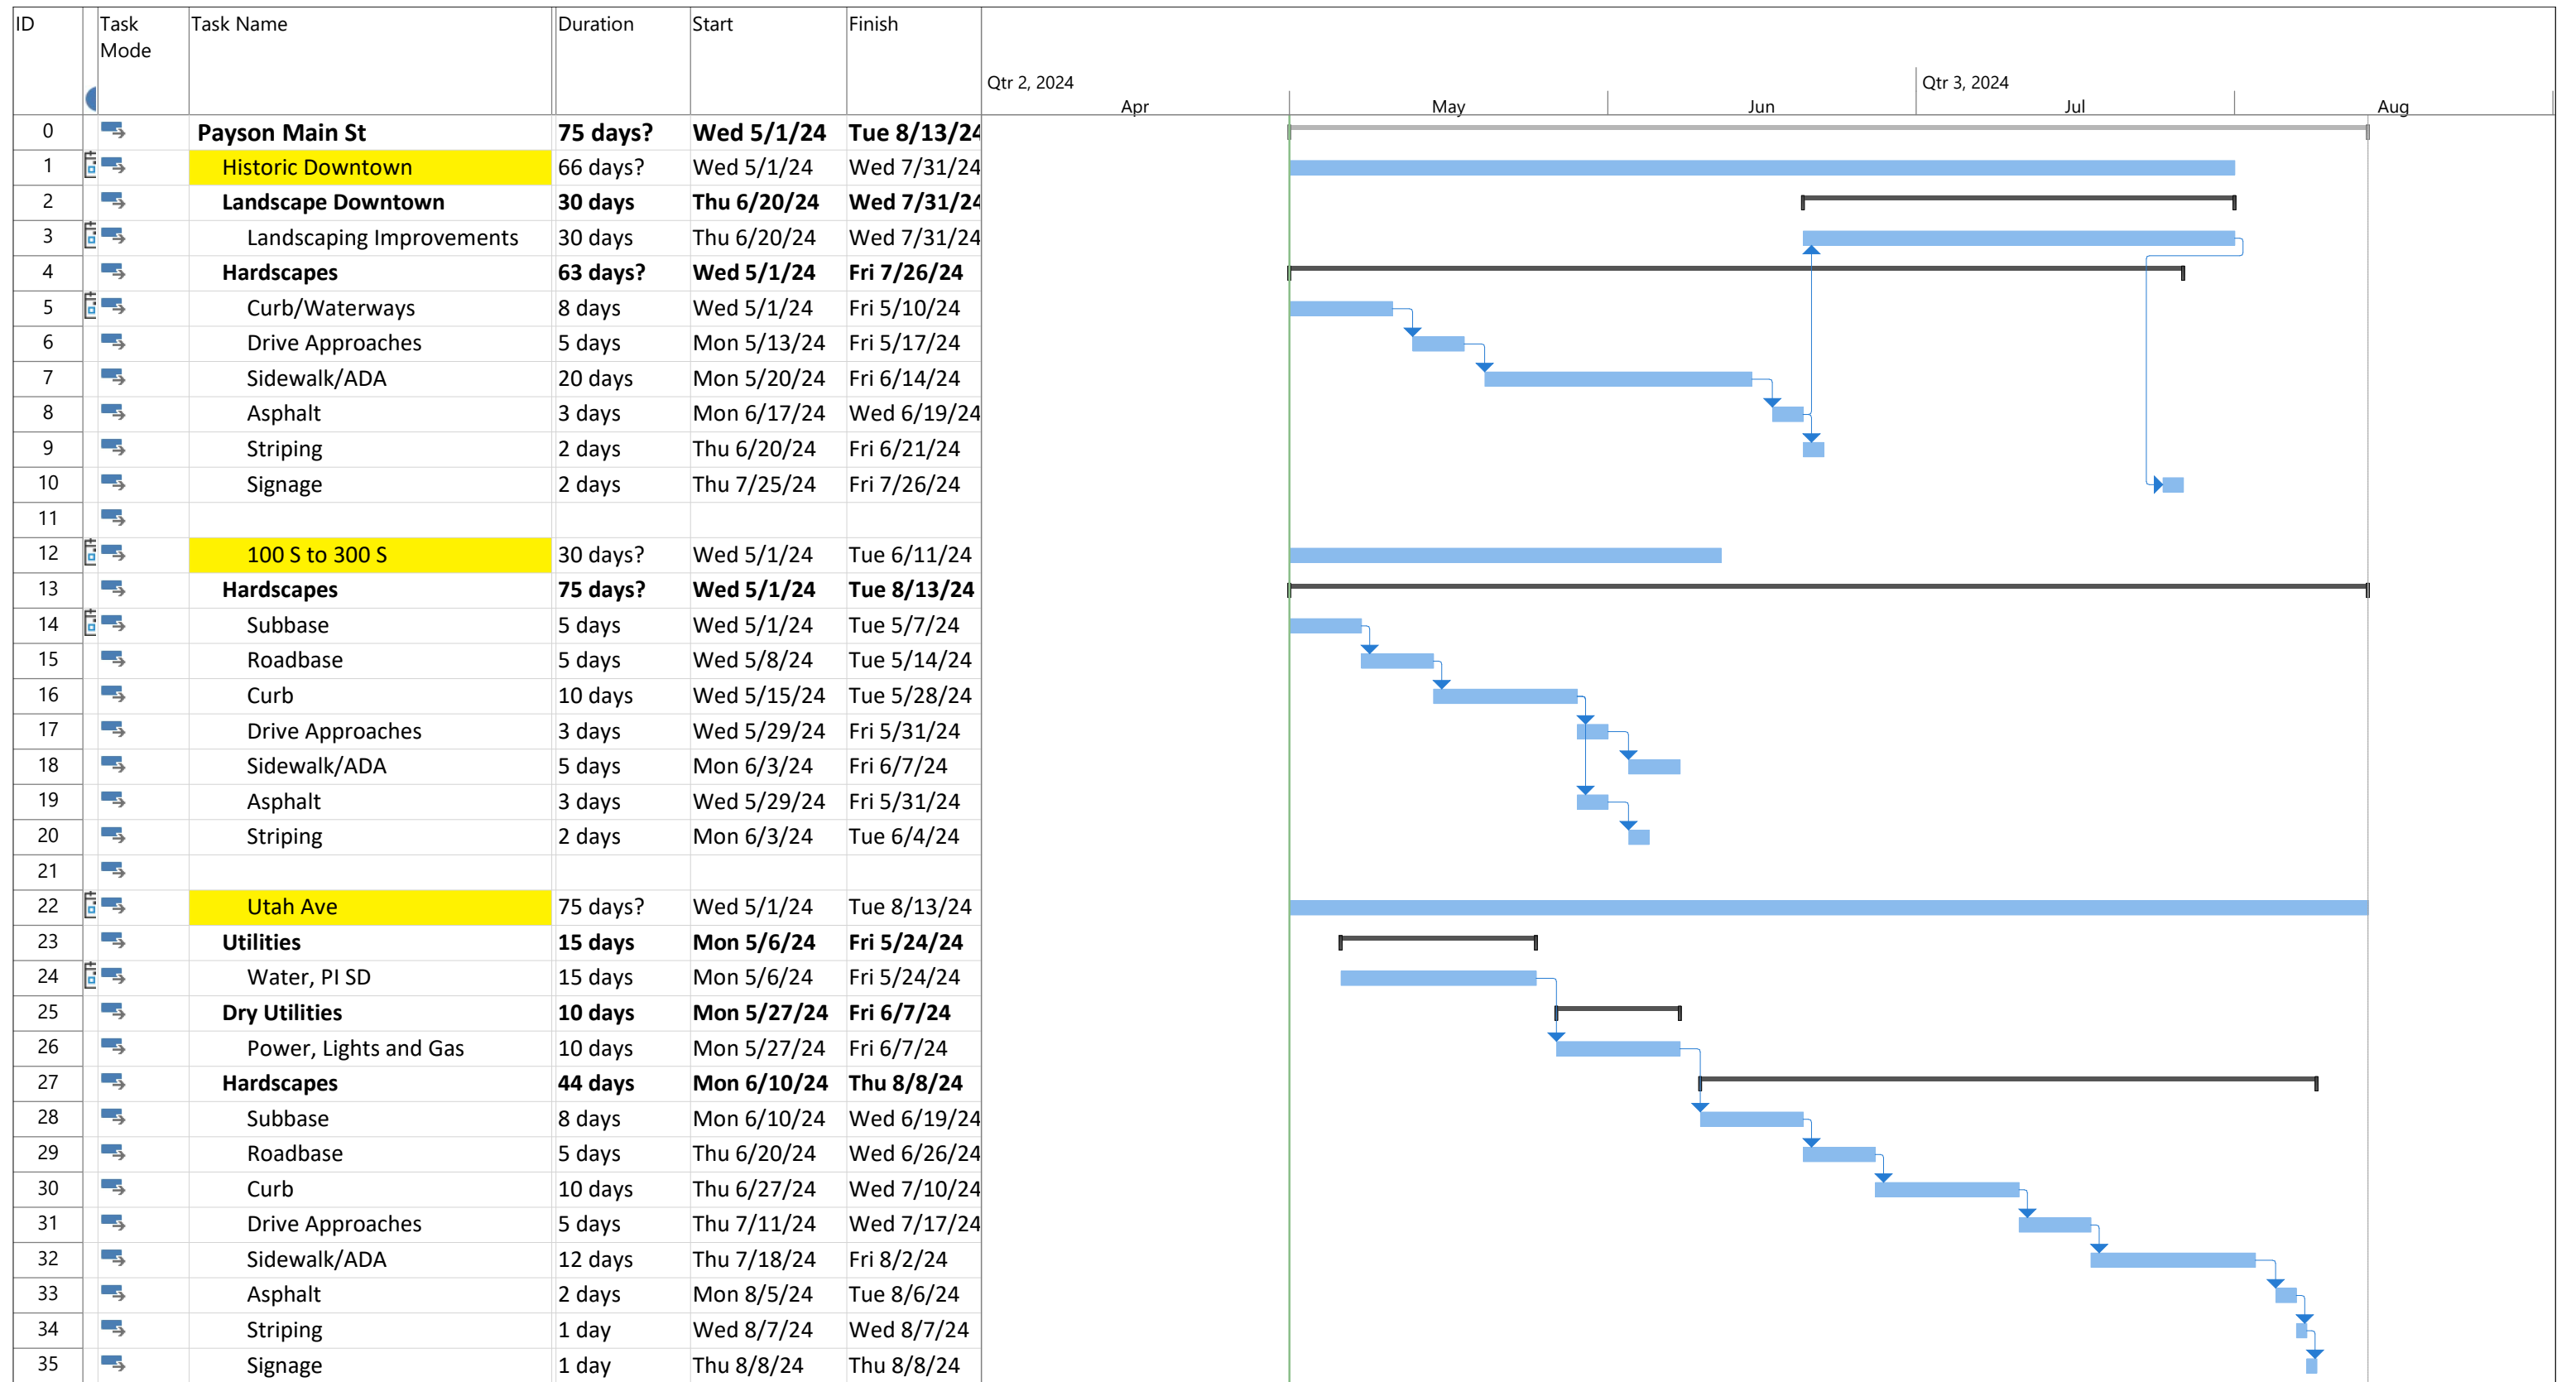 ID Task Mode Task Name Duration Start Finish
Qtr 2, 2024 Qtr 3, 2024
Apr May Jun Jul Aug
0 Payson Main St 75 days? Wed 5/1/24 Tue 8/13/24
1 Historic Downtown 66 days? Wed 5/1/24 Wed 7/31/24
2 Landscape Downtown 30 days Thu 6/20/24 Wed 7/31/24
3 Landscaping Improvements 30 days Thu 6/20/24 Wed 7/31/24
4 Hardscapes 63 days? Wed 5/1/24 Fri 7/26/24
5 Curb/Waterways 8 days Wed 5/1/24 Fri 5/10/24
6 Drive Approaches 5 days Mon 5/13/24 Fri 5/17/24
7 Sidewalk/ADA 20 days Mon 5/20/24 Fri 6/14/24
8 Asphalt 3 days Mon 6/17/24 Wed 6/19/24
9 Striping 2 days Thu 6/20/24 Fri 6/21/24
10 Signage 2 days Thu 7/25/24 Fri 7/26/24
11
12 100 S to 300 S 30 days? Wed 5/1/24 Tue 6/11/24
13 Hardscapes 75 days? Wed 5/1/24 Tue 8/13/24
14 Subbase 5 days Wed 5/1/24 Tue 5/7/24
15 Roadbase 5 days Wed 5/8/24 Tue 5/14/24
16 Curb 10 days Wed 5/15/24 Tue 5/28/24
17 Drive Approaches 3 days Wed 5/29/24 Fri 5/31/24
18 Sidewalk/ADA 5 days Mon 6/3/24 Fri 6/7/24
19 Asphalt 3 days Wed 5/29/24 Fri 5/31/24
20 Striping 2 days Mon 6/3/24 Tue 6/4/24
21
22 Utah Ave 75 days? Wed 5/1/24 Tue 8/13/24
23 Utilities 15 days Mon 5/6/24 Fri 5/24/24
24 Water, PI SD 15 days Mon 5/6/24 Fri 5/24/24
25 Dry Utilities 10 days Mon 5/27/24 Fri 6/7/24
26 Power, Lights and Gas 10 days Mon 5/27/24 Fri 6/7/24
27 Hardscapes 44 days Mon 6/10/24 Thu 8/8/24
28 Subbase 8 days Mon 6/10/24 Wed 6/19/24
29 Roadbase 5 days Thu 6/20/24 Wed 6/26/24
30 Curb 10 days Thu 6/27/24 Wed 7/10/24
31 Drive Approaches 5 days Thu 7/11/24 Wed 7/17/24
32 Sidewalk/ADA 12 days Thu 7/18/24 Fri 8/2/24
33 Asphalt 2 days Mon 8/5/24 Tue 8/6/24
34 Striping 1 day Wed 8/7/24 Wed 8/7/24
35 Signage 1 day Thu 8/8/24 Thu 8/8/24